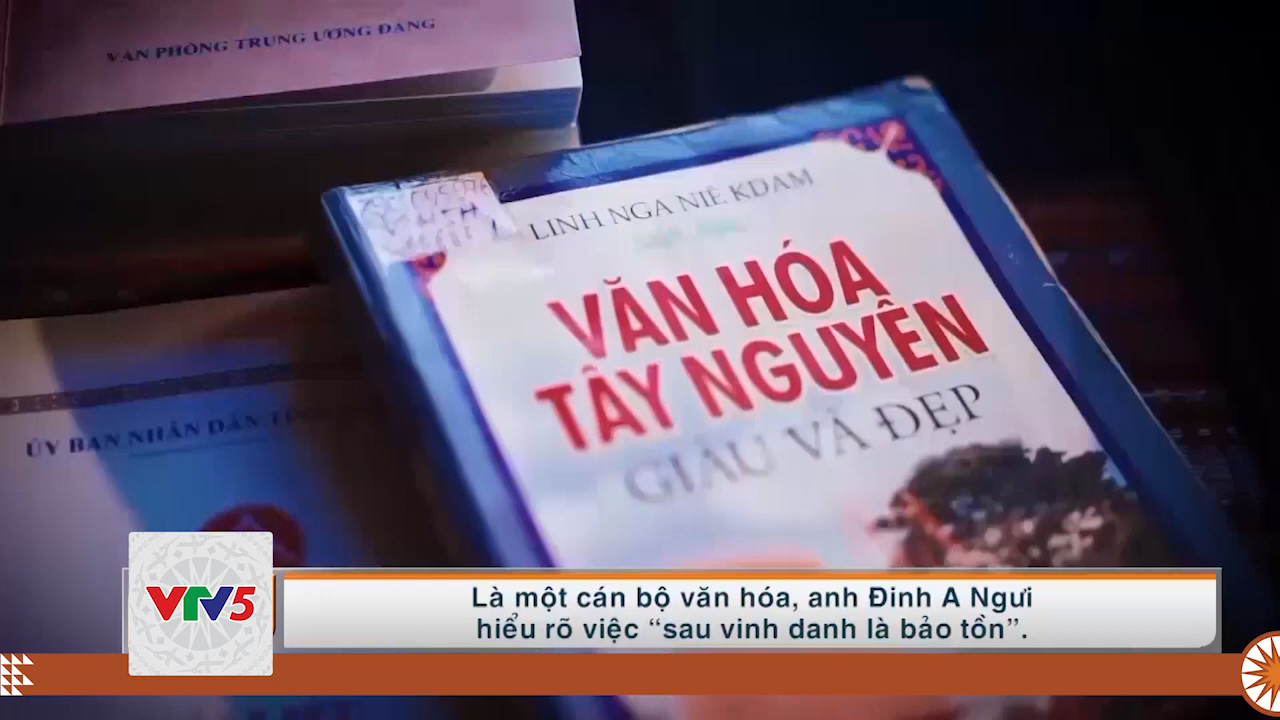 VĂN PHÒNG TRUNG ƯƠNG ĐẢNG
LINH NGA NIÊ KDAM
VĂN HÓA
TÂY NGUYÊN
GIÀU VÀ ĐẸP
ỦY BAN NHÂN DÂN
VTV5
Là một cán bộ văn hóa, anh Đinh A Ngưi
hiểu rõ việc “sau vinh danh là bảo tồn”.